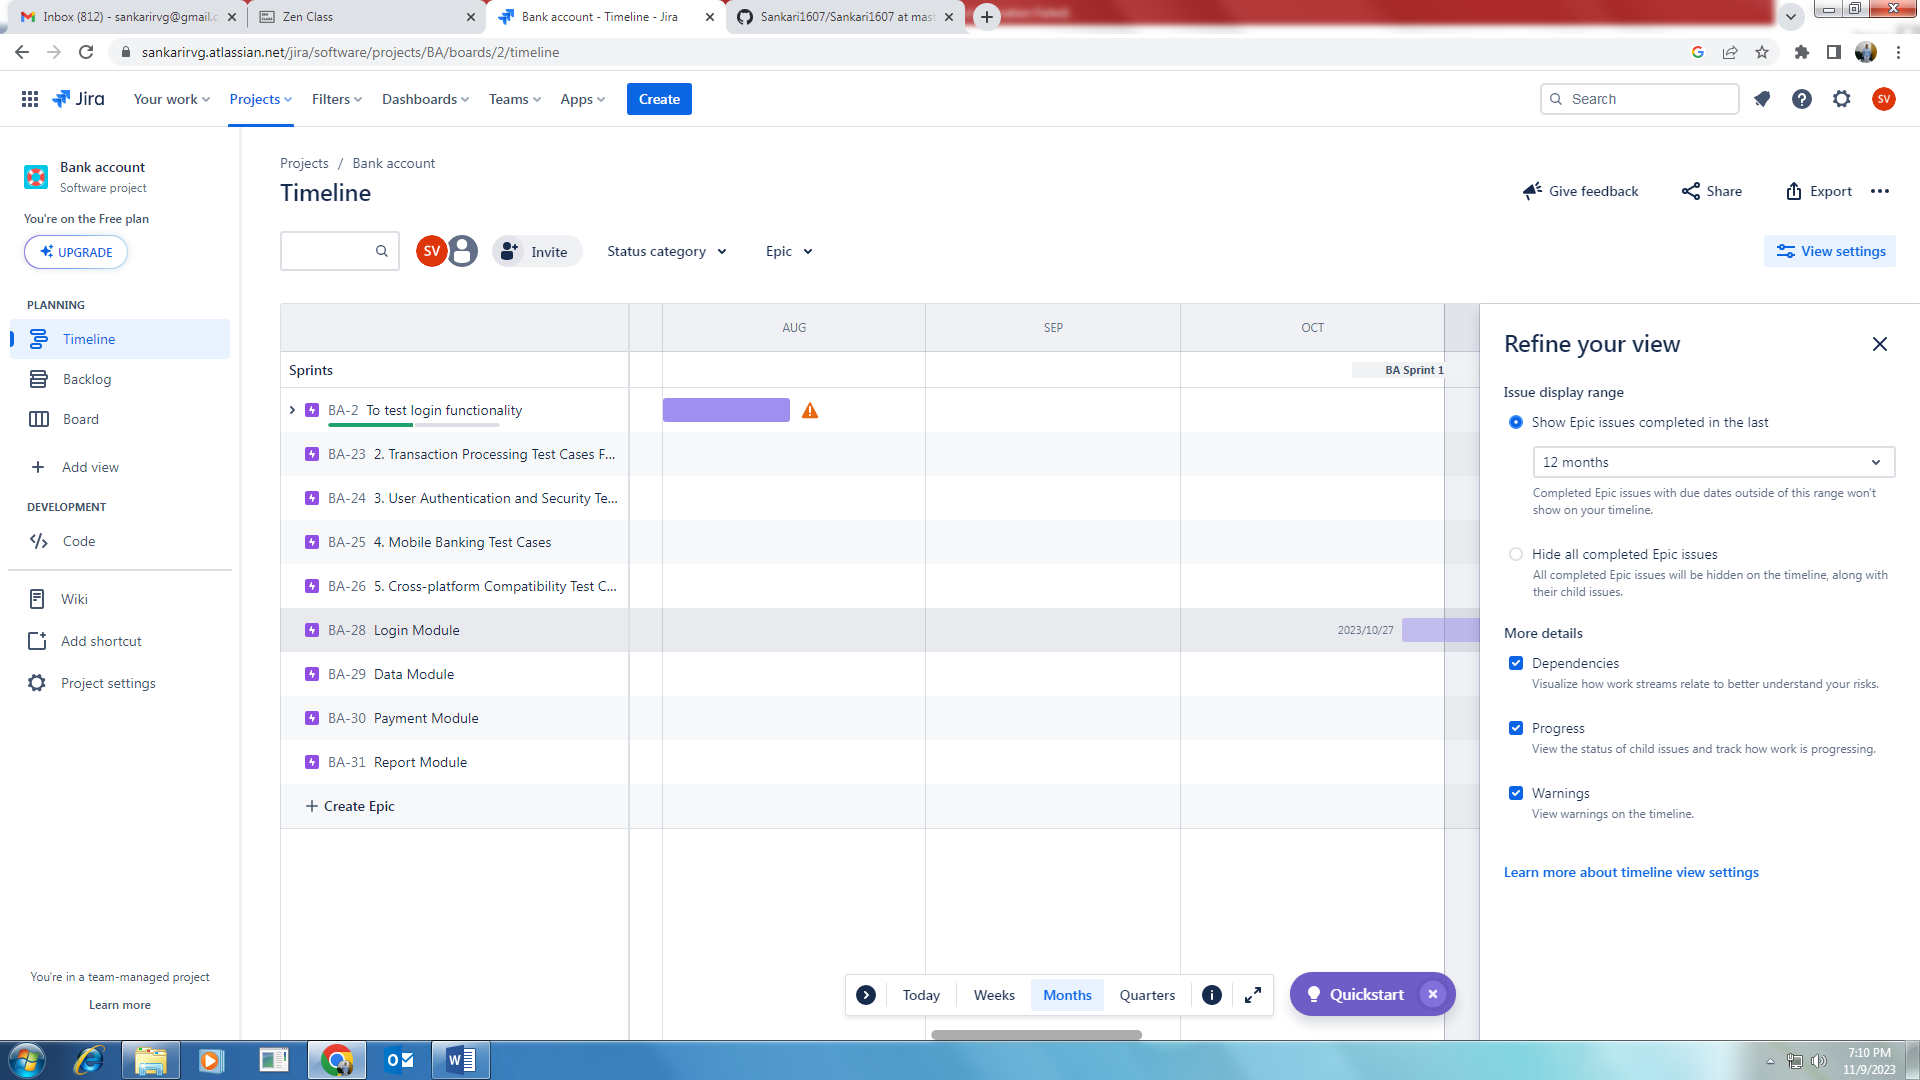 Inbox (812) - sankarirvg@gmail.c
Zen Class
Bank account - Timeline - Jira
Sankari1607/Sankari1607 at mas
sankarirvg.atlassian.net/jira/software/projects/BA/boards/2/timeline
Jira
Your work
Projects
Filters
Dashboards
Teams
Apps
Create
Search
SV
Bank account
Software project
You're on the Free plan
UPGRADE
PLANNING
Timeline
Backlog
Board
Add view
DEVELOPMENT
Code
Wiki
Add shortcut
Project settings
You're in a team-managed project
Learn more
Projects / Bank account
Timeline
Give feedback
Share
Export
SV
Invite
Status category
Epic
View settings
AUG
SEP
OCT
Sprints
BA Sprint 1
BA-2 To test login functionality
BA-23 2. Transaction Processing Test Cases F...
BA-24 3. User Authentication and Security Te...
BA-25 4. Mobile Banking Test Cases
BA-26 5. Cross-platform Compatibility Test C...
BA-28 Login Module
2023/10/27
BA-29 Data Module
BA-30 Payment Module
BA-31 Report Module
+ Create Epic
Refine your view
Issue display range
Show Epic issues completed in the last
12 months
Completed Epic issues with due dates outside of this range won't
show on your timeline.
Hide all completed Epic issues
All completed Epic issues will be hidden on the timeline, along with
their child issues.
More details
Dependencies
Visualize how work streams relate to better understand your risks.
Progress
View the status of child issues and track how work is progressing.
Warnings
View warnings on the timeline.
Learn more about timeline view settings
Today
Weeks
Months
Quarters
Quickstart
7:10 PM
11/9/2023